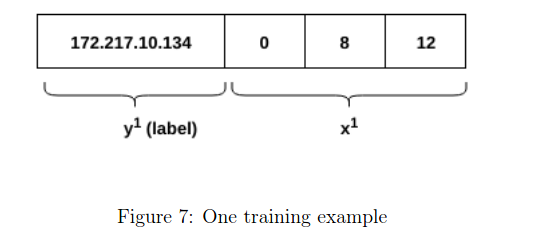 172.217.10.134 0 8 12
y¹ (label) x¹
Figure 7: One training example